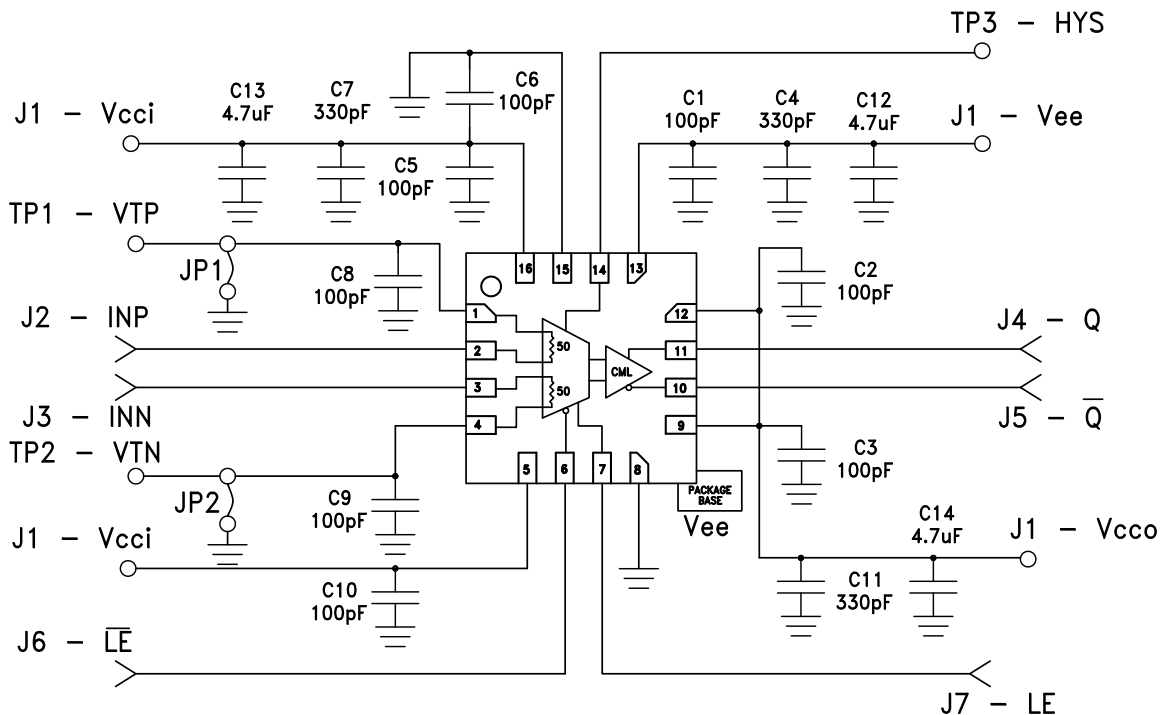 TP3 - HYS
J1 - Vcci
C13
4.7uF
C7
330pF
C6
100pF
C5
100pF
C1
100pF
C4
330pF
C12
4.7uF
J1 - Vee
TP1 - VTP
JP1
C8
100pF
16
15
14
13
C2
100pF
J2 - INP
1
2
3
4
50
50
CML
12
11
10
9
J4 - Q
J3 - INN
J5 - Q̅
TP2 - VTN
JP2
C9
100pF
5
6
7
8
PACKAGE
BASE
Vee
C3
100pF
J1 - Vcci
C10
100pF
C14
4.7uF
J1 - Vcco
C11
330pF
J6 - L̅E̅
J7 - LE